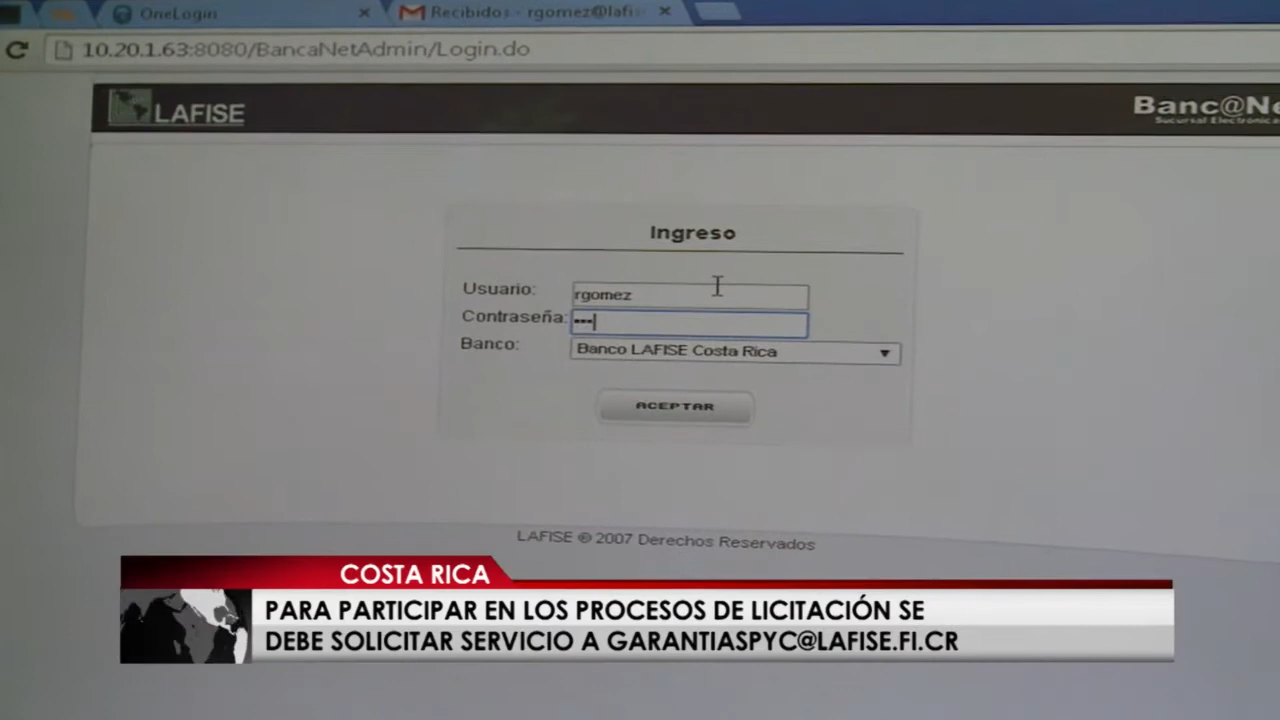 OneLogin
Recibidos - rgomez@lafis
10.20.1.63:8080/BancaNetAdmin/Login.do
LAFISE
Banc@Ne
Sucursal Electrónica
Ingreso
Usuario:
rgomez
Contraseña:
Banco:
Banco LAFISE Costa Rica
ACEPTAR
LAFISE © 2007 Derechos Reservados
COSTA RICA
PARA PARTICIPAR EN LOS PROCESOS DE LICITACIÓN SE
DEBE SOLICITAR SERVICIO A GARANTIASPYC@LAFISE.FI.CR